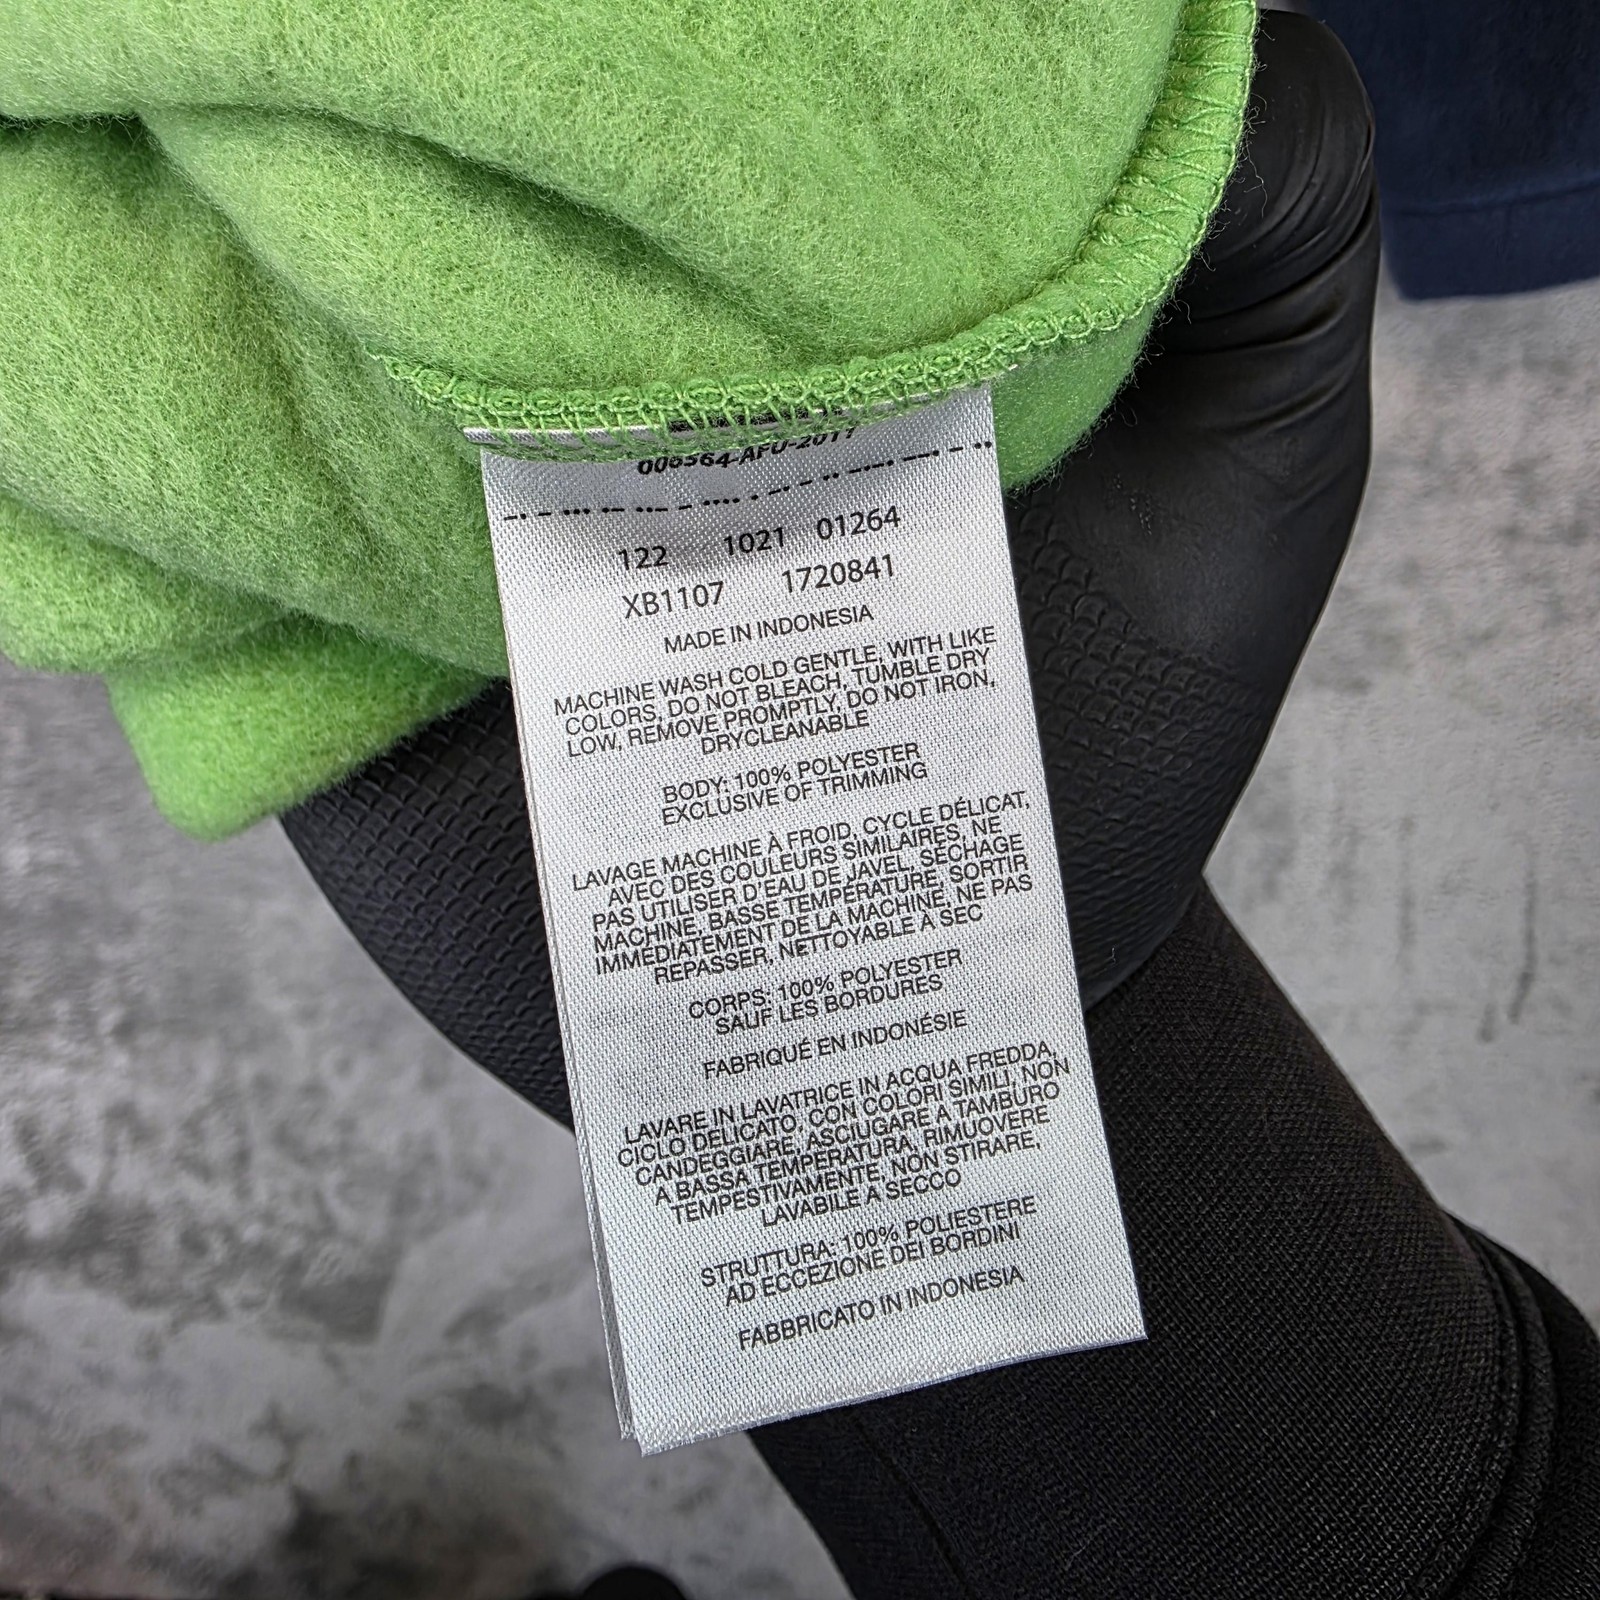 006564-AFU-2017
122 1021 01264
XB1107 1720841
MADE IN INDONESIA
MACHINE WASH COLD GENTLE, WITH LIKE
COLORS, DO NOT BLEACH, TUMBLE DRY
LOW, REMOVE PROMPTLY, DO NOT IRON,
DRYCLEANABLE
BODY: 100% POLYESTER
EXCLUSIVE OF TRIMMING
LAVAGE MACHINE À FROID, CYCLE DÉLICAT,
AVEC DES COULEURS SIMILAIRES, NE
PAS UTILISER D'EAU DE JAVEL, SÉCHAGE
MACHINE, BASSE TEMPÉRATURE, SORTIR
IMMÉDIATEMENT DE LA MACHINE, NE PAS
REPASSER, NETTOYABLE À SEC
CORPS: 100% POLYESTER
SAUF LES BORDURES
FABRIQUÉ EN INDONÉSIE
LAVARE IN LAVATRICE IN ACQUA FREDDA,
CICLO DELICATO, CON COLORI SIMILI, NON
CANDEGGIARE, ASCIUGARE A TAMBURO
A BASSA TEMPERATURA, RIMUOVERE
TEMPESTIVAMENTE, NON STIRARE,
LAVABILE A SECCO
STRUTTURA: 100% POLIESTERE
AD ECCEZIONE DEI BORDINI
FABBRICATO IN INDONESIA